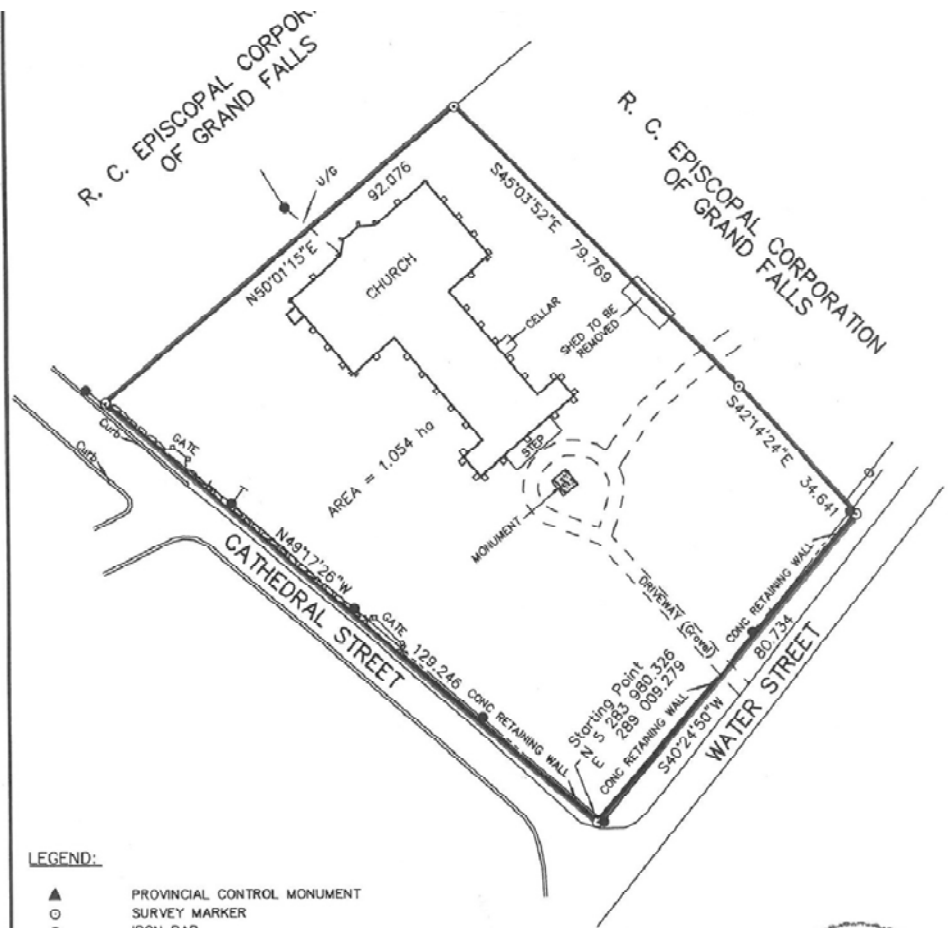 R. C. EPISCOPAL CORPOR
OF GRAND FALLS
R. C. EPISCOPAL CORPORATION
OF GRAND FALLS
U/G
92.076
N50°01'15"E
S45°03'52"E 79.769
CHURCH
CELLAR
SHED TO BE
REMOVED
S42°14'24"E 34.641
Curb
Curb
GATE
AREA = 1.054 ha
STEP
MONUMENT
T
N49°17'26"W
CATHEDRAL STREET
GATE
129.246
CONC RETAINING WALL
DRIVEWAY (Gravel)
CONC RETAINING WALL
80.734
Starting Point
N 5 283 980.326
E 289 009.279
CONC RETAINING WALL
S40°24'50"W
WATER STREET
LEGEND:
PROVINCIAL CONTROL MONUMENT
SURVEY MARKER